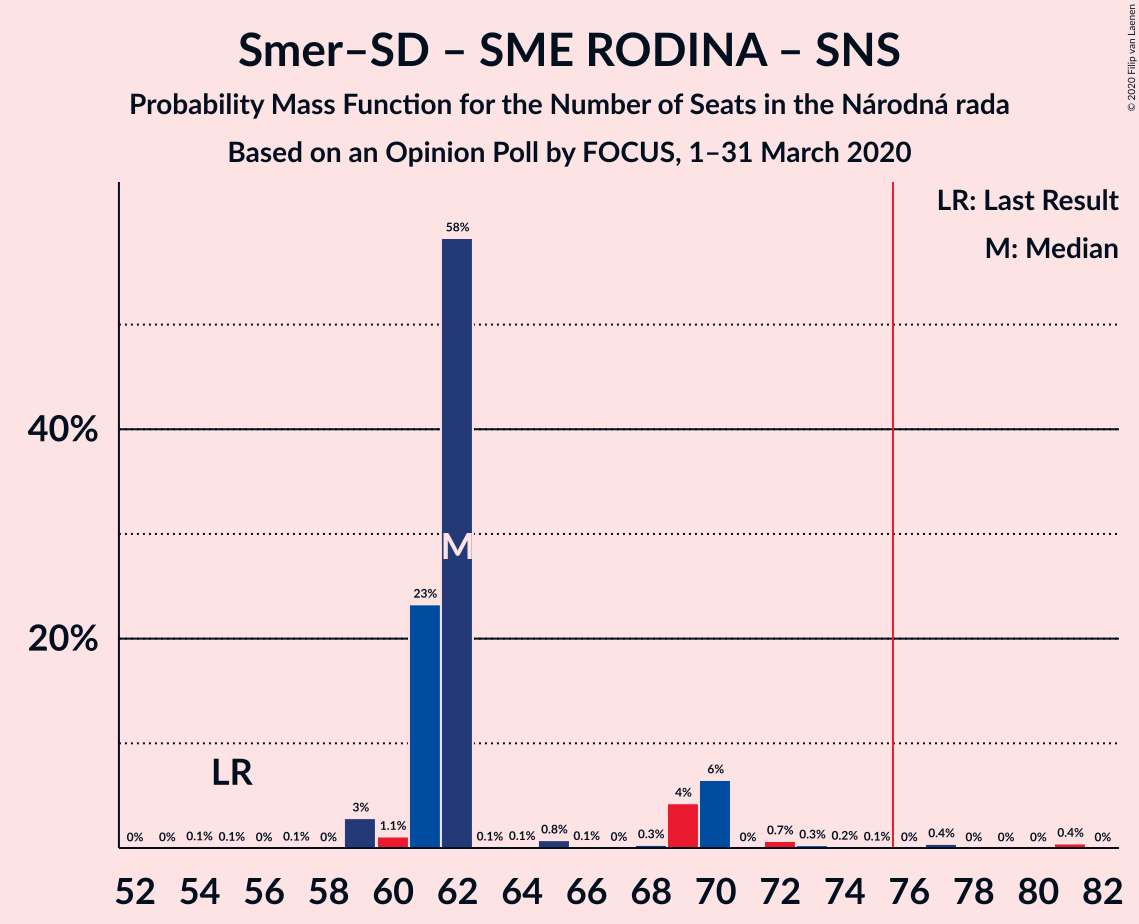 Smer–SD – SME RODINA – SNS
Probability Mass Function for the Number of Seats in the Národná rada
Based on an Opinion Poll by FOCUS, 1–31 March 2020
© 2020 Filip van Laenen
LR: Last Result
M: Median
40%
20%
0% 0% 0.1% 0.1% 0% 0.1% 0% 3% 1.1% 23% 58% 0.1% 0.1% 0.8% 0.1% 0% 0.3% 4% 6% 0% 0.7% 0.3% 0.2% 0.1% 0% 0.4% 0% 0% 0% 0.4% 0%
M
LR
52 54 56 58 60 62 64 66 68 70 72 74 76 78 80 82